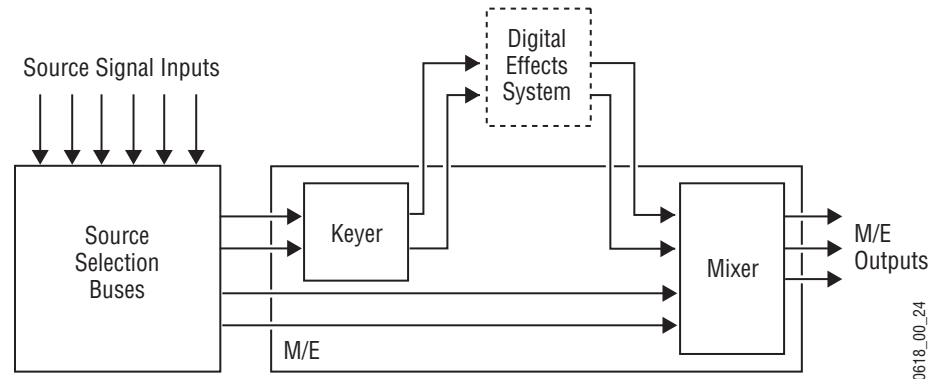 Digital
Effects
System
Source Signal Inputs
Source
Selection
Buses
Keyer
Mixer
M/E
Outputs
M/E
0618_00_24